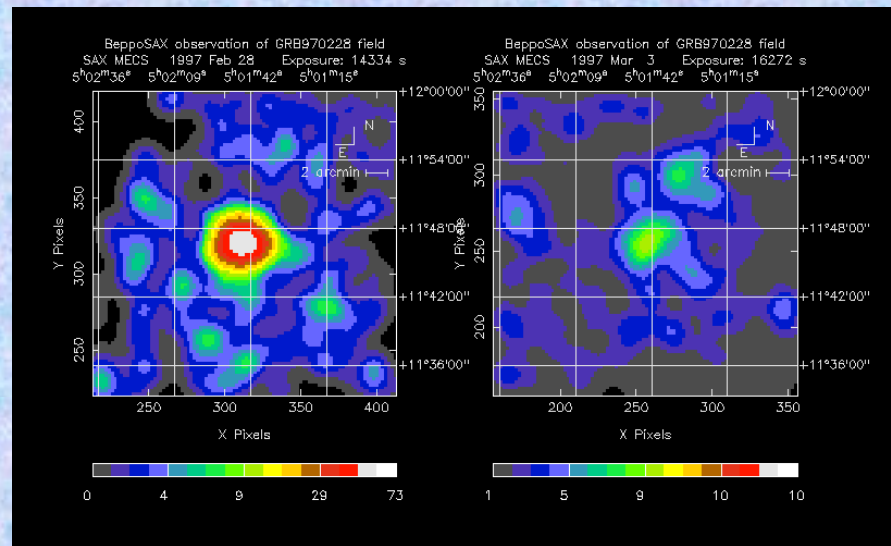 BeppoSAX observation of GRB970228 field
SAX MECS 1997 Feb 28 Exposure: 14334 s
5ʰ02ᵐ36ˢ 5ʰ02ᵐ09ˢ 5ʰ01ᵐ42ˢ 5ʰ01ᵐ15ˢ
+12°00'00"
+11°54'00"
+11°48'00"
+11°42'00"
+11°36'00"
N
E
2 arcmin
400
350
300
250
Y Pixels
250 300 350 400
X Pixels
0 4 9 29 73
BeppoSAX observation of GRB970228 field
SAX MECS 1997 Mar 3 Exposure: 16272 s
5ʰ02ᵐ36ˢ 5ʰ02ᵐ09ˢ 5ʰ01ᵐ42ˢ 5ʰ01ᵐ15ˢ
+12°00'00"
+11°54'00"
+11°48'00"
+11°42'00"
+11°36'00"
N
E
2 arcmin
350
300
250
200
Y Pixels
200 250 300 350
X Pixels
1 5 9 10 10